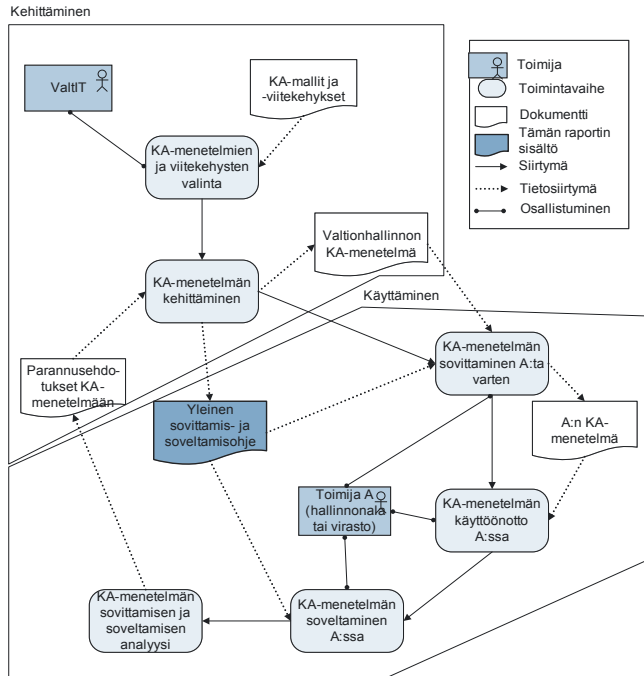 Kehittäminen
ValtIT
KA-mallit ja
-viitekehykset
KA-menetelmien
ja viitekehysten
valinta
Toimija
Toimintavaihe
Dokumentti
Tämän raportin
sisältö
Siirtymä
Tietosiirtymä
Osallistuminen
Valtionhallinnon
KA-menetelmä
KA-menetelmän
kehittäminen
Käyttäminen
KA-menetelmän
sovittaminen A:ta
varten
Parannusehdo-
tukset KA-
menetelmään
Yleinen
sovittamis- ja
soveltamisohje
A:n KA-
menetelmä
Toimija A
(hallinnonala
tai virasto)
KA-menetelmän
käyttöönotto
A:ssa
KA-menetelmän
sovittamisen ja
soveltamisen
analyysi
KA-menetelmän
soveltaminen
A:ssa